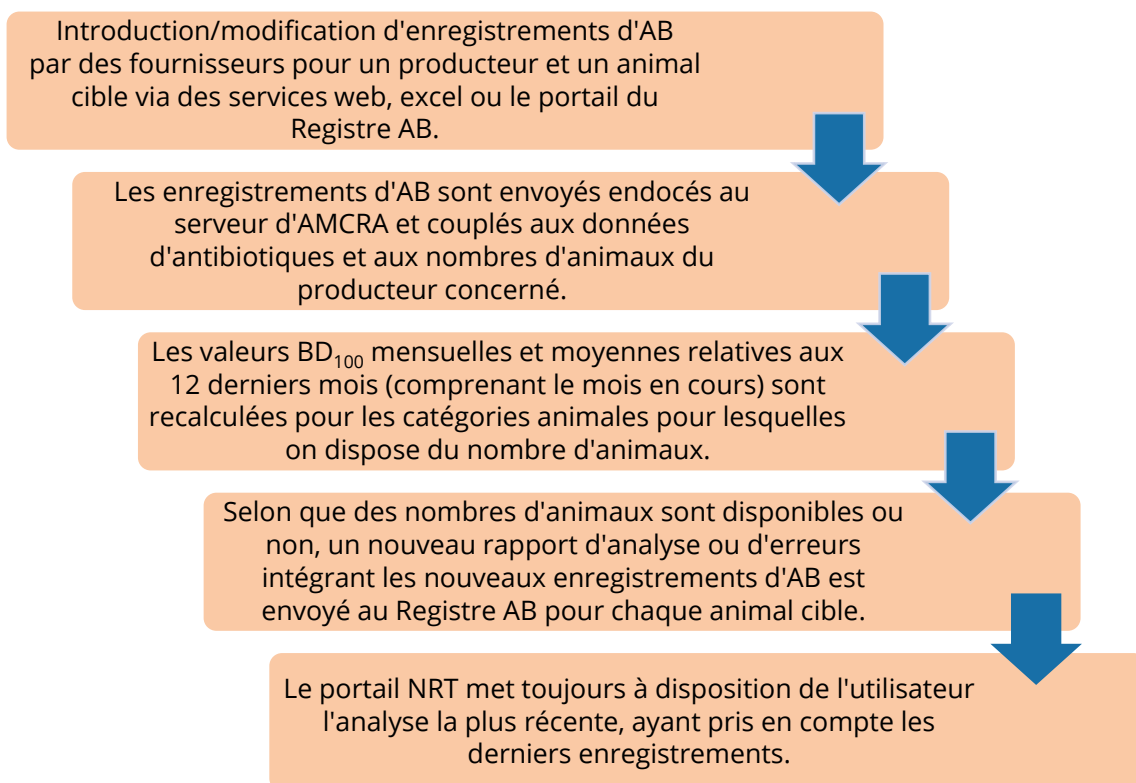 Introduction/modification d'enregistrements d'AB
par des fournisseurs pour un producteur et un animal
cible via des services web, excel ou le portail du
Registre AB.
Les enregistrements d'AB sont envoyés endocés au
serveur d'AMCRA et couplés aux données
d'antibiotiques et aux nombres d'animaux du
producteur concerné.
Les valeurs BD₁₀₀ mensuelles et moyennes relatives aux
12 derniers mois (comprenant le mois en cours) sont
recalculées pour les catégories animales pour lesquelles
on dispose du nombre d'animaux.
Selon que des nombres d'animaux sont disponibles ou
non, un nouveau rapport d'analyse ou d'erreurs
intégrant les nouveaux enregistrements d'AB est
envoyé au Registre AB pour chaque animal cible.
Le portail NRT met toujours à disposition de l'utilisateur
l'analyse la plus récente, ayant pris en compte les
derniers enregistrements.